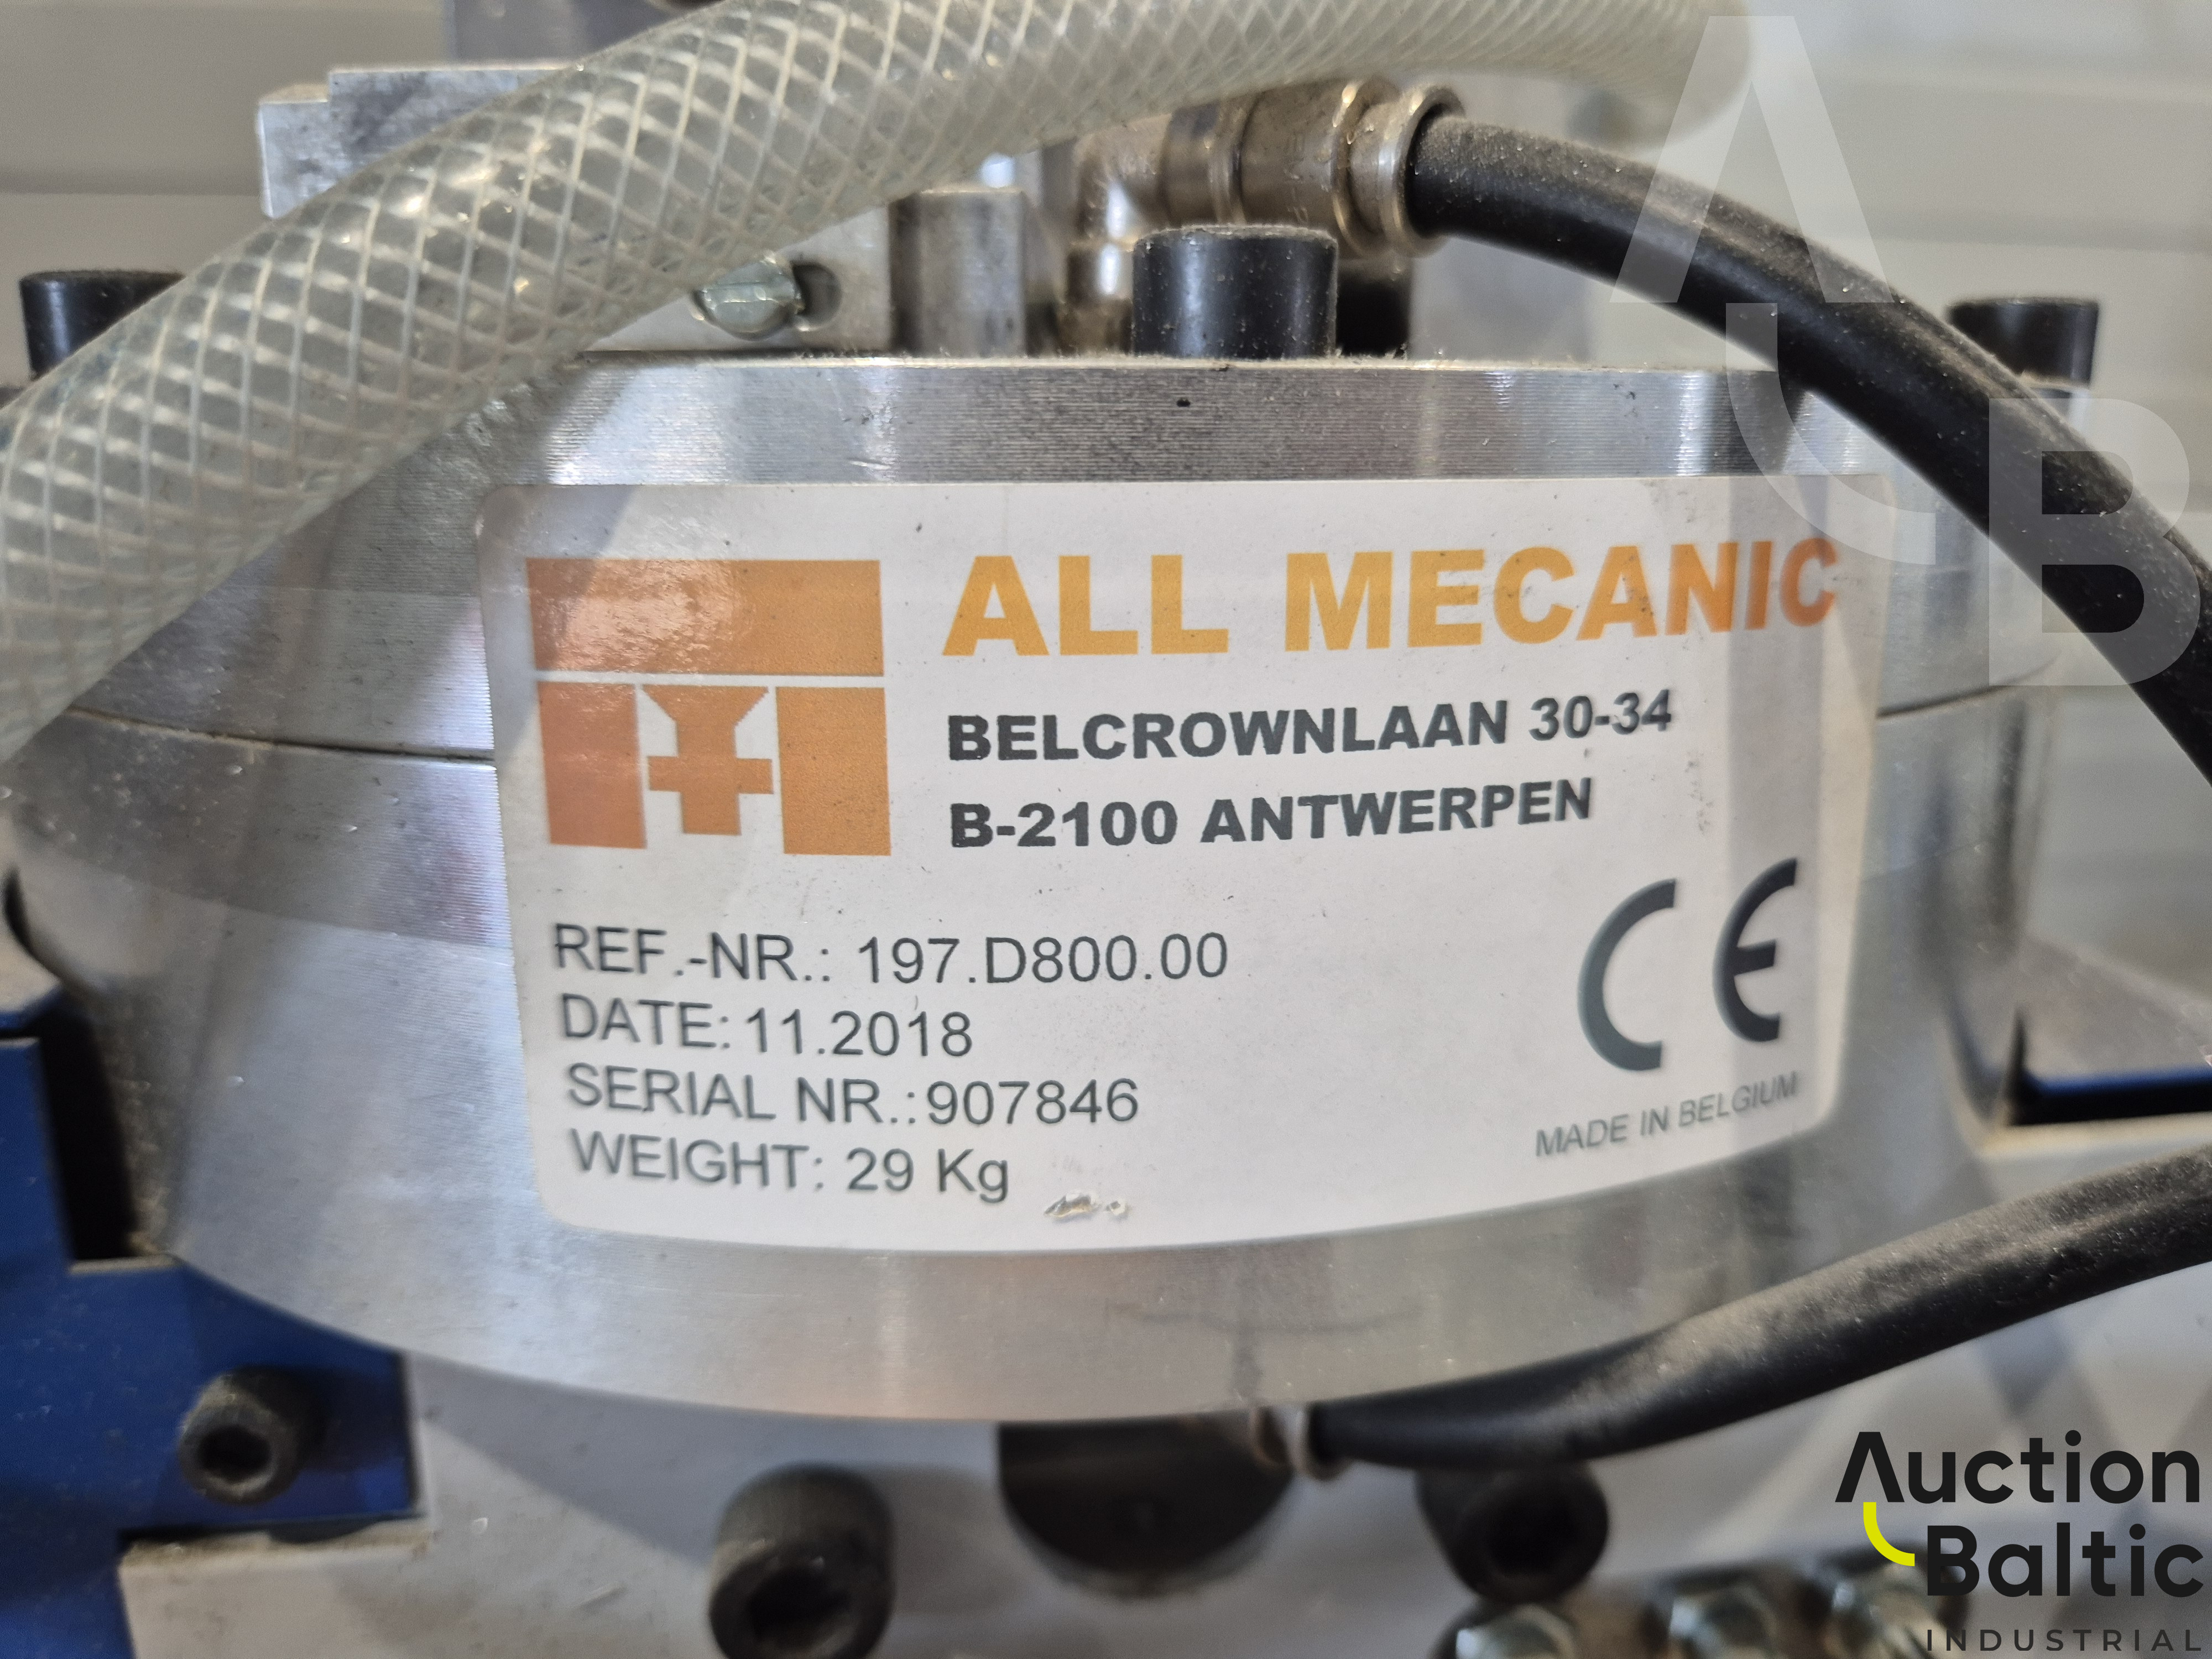 ALL MECANIC
BELCROWNLAAN 30-34
B-2100 ANTWERPEN
REF.-NR.: 197.D800.00
DATE: 11.2018
SERIAL NR.: 907846
WEIGHT: 29 Kg
CE
MADE IN BELGIUM
A
B
Auction
Baltic
INDUSTRIAL